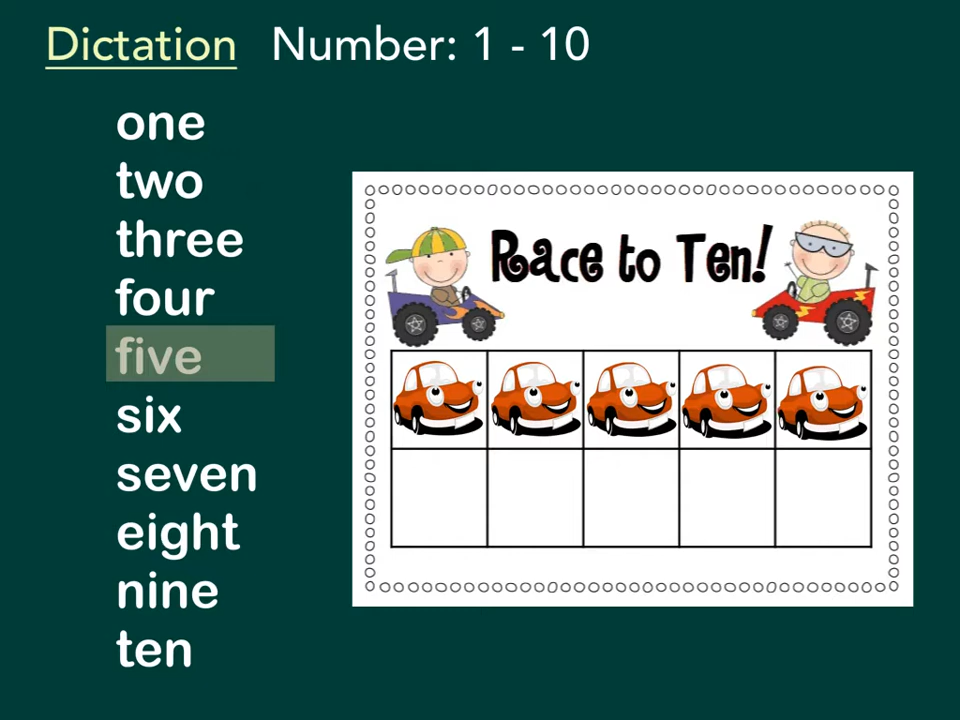 Dictation Number: 1 - 10
one
two
three
four
five
six
seven
eight
nine
ten
Race to Ten!